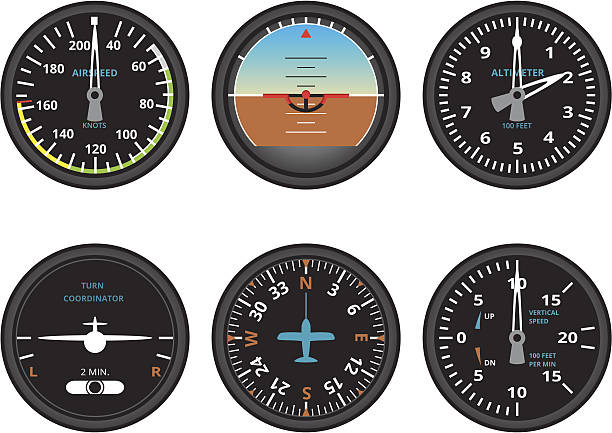 200 40
180 60
AIRSPEED
160 80
KNOTS
140 100
120
0
9 1
8 ALTIMETER 2
7 3
100 FEET
6 4
5
TURN
COORDINATOR
L R
2 MIN.
N
33 3
30 6
W E
24 12
21 15
S
10
5 15
UP VERTICAL
SPEED
0 20
DN 100 FEET
PER MIN
5 15
10